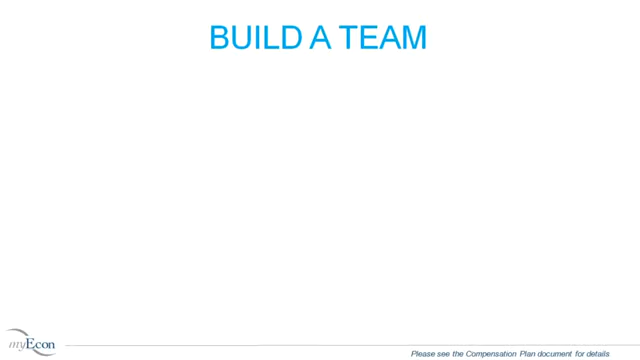 BUILD A TEAM
myEcon
Please see the Compensation Plan document for details